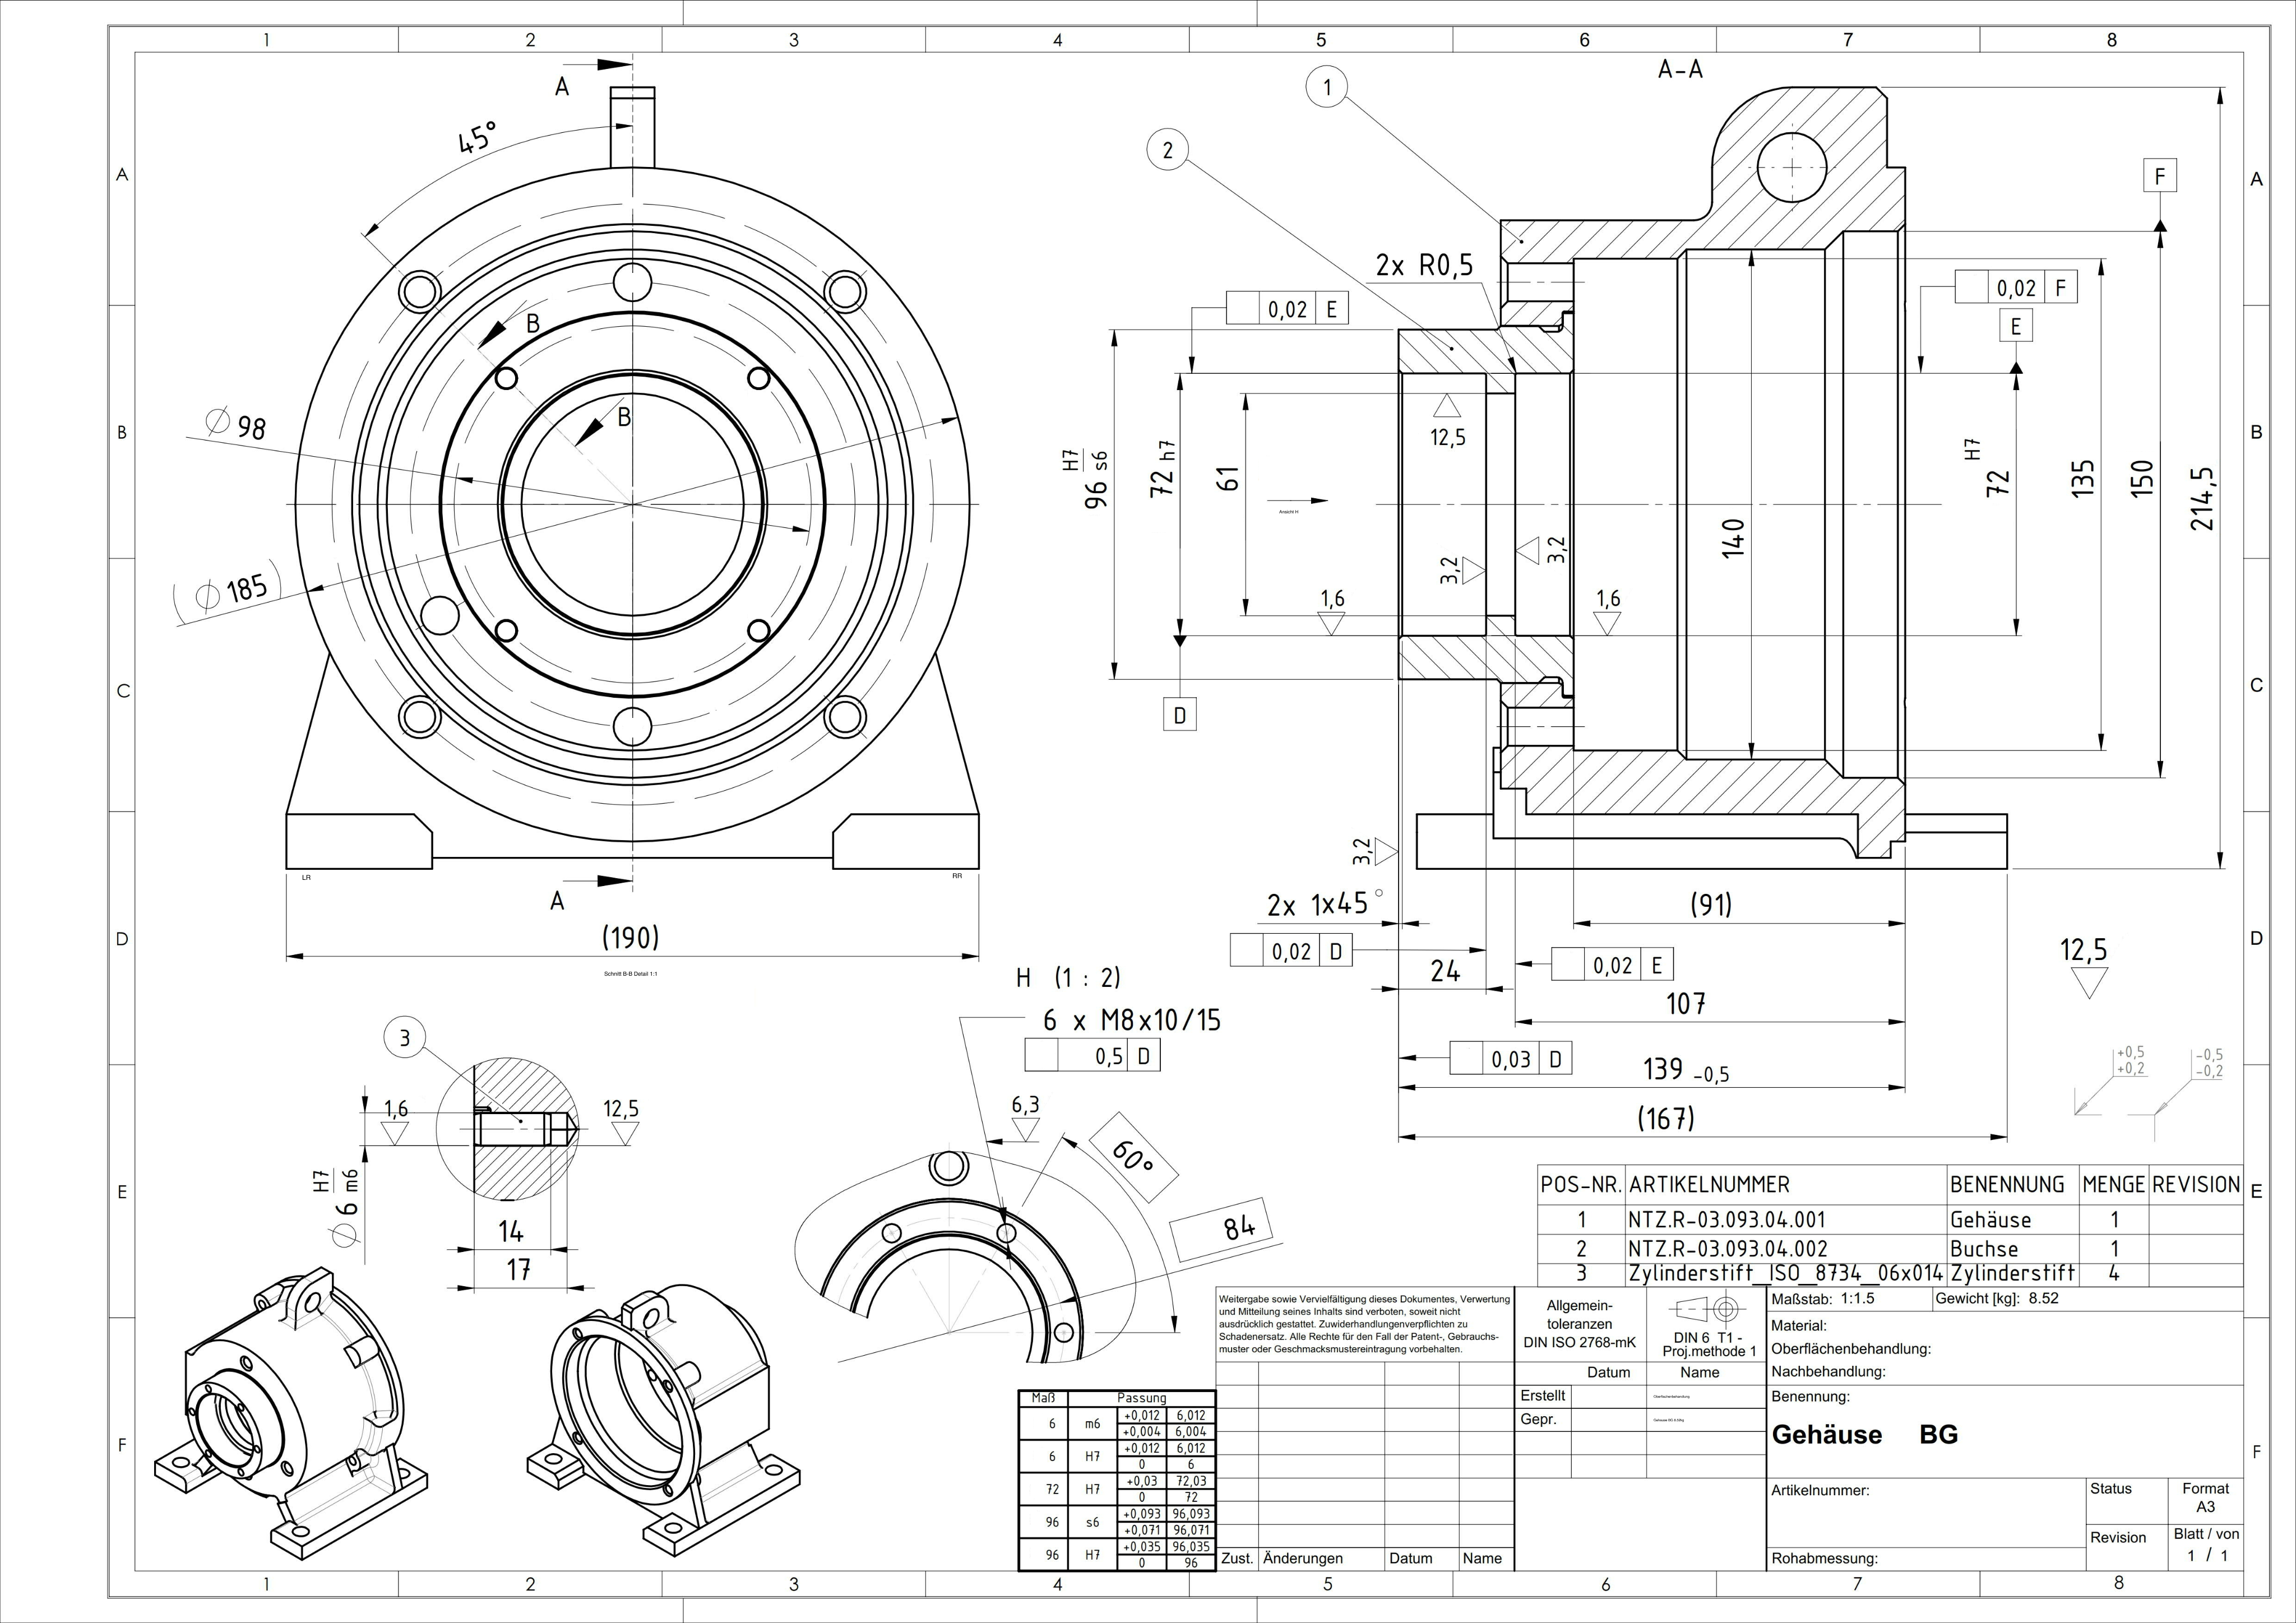 1 2 3 4 5 6 7 8
A
B
C
D
E
F
A
B
C
D
E
F
A
45°
B
B
∅ 98
(∅ 185)
LR
RR
A
(190)
Schnitt B-B Detail 1:1
A-A
1
2
2x R0,5
0,02 E
0,02 F
F
E
96 H7 s6
72 h7
61
12,5
Ansicht H
3,2
3,2
1,6
1,6
140
72 H7
135
150
214,5
D
3,2
2x 1x45°
0,02 D
24
0,02 E
(91)
107
0,03 D
139 -0,5
(167)
12,5
+0,5
+0,2
-0,5
-0,2
3
1,6
12,5
∅ 6 H7 m6
14
17
H (1 : 2)
6 x M8x10/15
0,5 D
6,3
60°
84
POS-NR. ARTIKELNUMMER BENENNUNG MENGE REVISION
1 NTZ.R-03.093.04.001 Gehäuse 1
2 NTZ.R-03.093.04.002 Buchse 1
3 Zylinderstift_ISO_8734_06x014 Zylinderstift 4
Maß Passung
6 m6 +0,012 6,012
+0,004 6,004
6 H7 +0,012 6,012
0 6
72 H7 +0,03 72,03
0 72
96 s6 +0,093 96,093
+0,071 96,071
96 H7 +0,035 96,035
0 96
Weitergabe sowie Vervielfältigung dieses Dokumentes, Verwertung
und Mitteilung seines Inhalts sind verboten, soweit nicht
ausdrücklich gestattet. Zuwiderhandlungenverpflichten zu
Schadenersatz. Alle Rechte für den Fall der Patent-, Gebrauchs-
muster oder Geschmacksmustereintragung vorbehalten.
Zust. Änderungen Datum Name
Allgemein-
toleranzen
DIN ISO 2768-mK
DIN 6 T1 -
Proj.methode 1
Datum Name
Erstellt
Gepr.
Maßstab: 1:1.5
Gewicht [kg]: 8.52
Material:
Oberflächenbehandlung:
Nachbehandlung:
Benennung:
Gehäuse BG
Artikelnummer:
Rohabmessung:
Status
Revision
Format
A3
Blatt / von
1 / 1
1 2 3 4 5 6 7 8